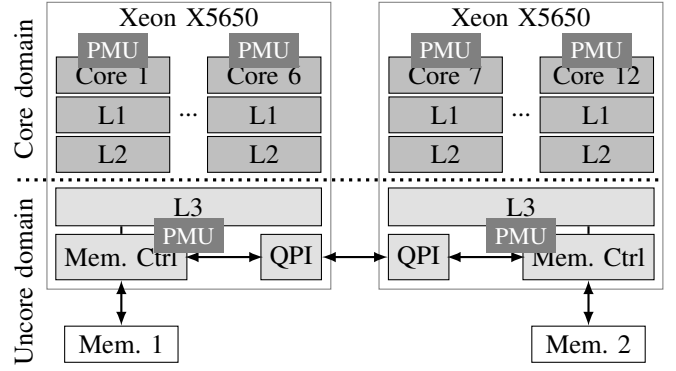 Xeon X5650
Xeon X5650
Core domain
PMU
PMU
PMU
PMU
Core 1
Core 6
Core 7
Core 12
L1
...
L1
L1
...
L1
L2
L2
L2
L2
Uncore domain
L3
L3
PMU
PMU
Mem. Ctrl
QPI
QPI
Mem. Ctrl
Mem. 1
Mem. 2